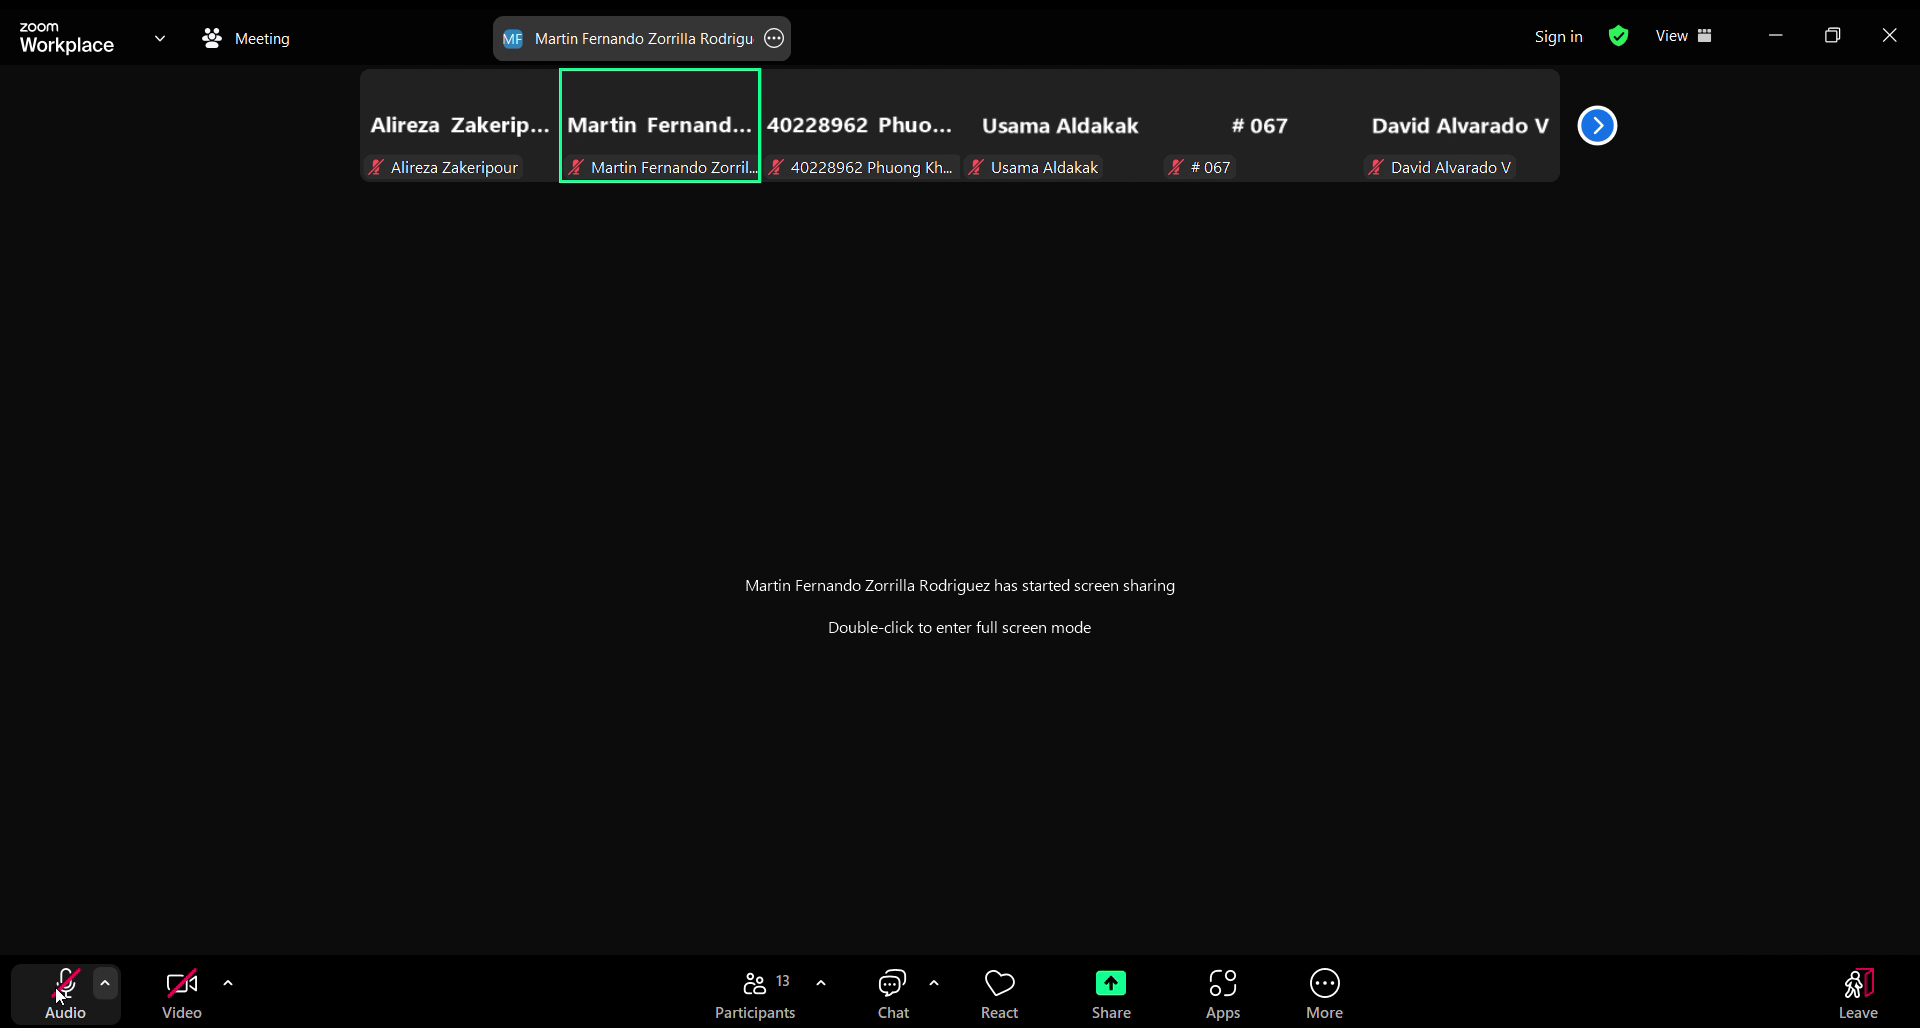 zoom
Workplace
Meeting
MF Martin Fernando Zorrilla Rodrigu
Sign in
View
Alireza Zakerip...
Martin Fernand...
40228962 Phuo...
Usama Aldakak
# 067
David Alvarado V
Alireza Zakeripour
Martin Fernando Zorril...
40228962 Phuong Kh...
Usama Aldakak
# 067
David Alvarado V
Martin Fernando Zorrilla Rodriguez has started screen sharing
Double-click to enter full screen mode
Audio
Video
13
Participants
Chat
React
Share
Apps
More
Leave